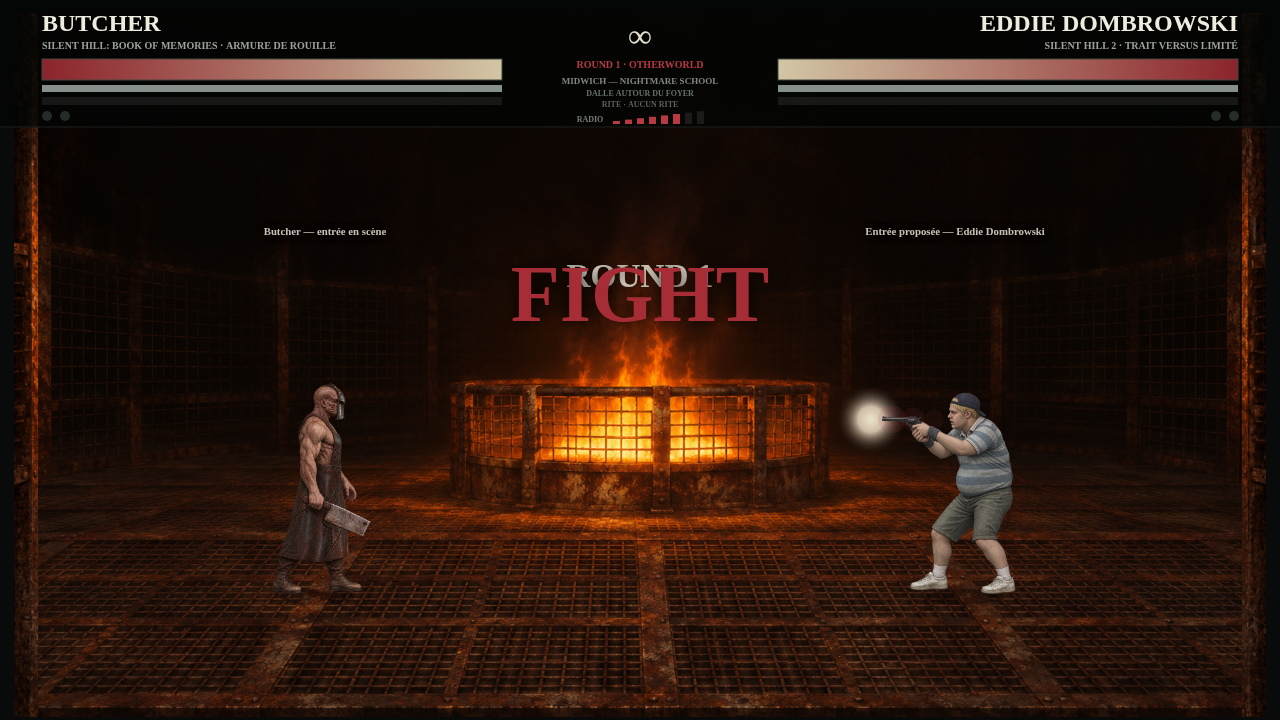 BUTCHER
SILENT HILL: BOOK OF MEMORIES · ARMURE DE ROUILLE
∞
ROUND 1 · OTHERWORLD
MIDWICH — NIGHTMARE SCHOOL
DALLE AUTOUR DU FOYER
RITE · AUCUN RITE
RADIO
EDDIE DOMBROWSKI
SILENT HILL 2 · TRAIT VERSUS LIMITÉ
Butcher — entrée en scène
Entrée proposée — Eddie Dombrowski
ROUND 1
FIGHT